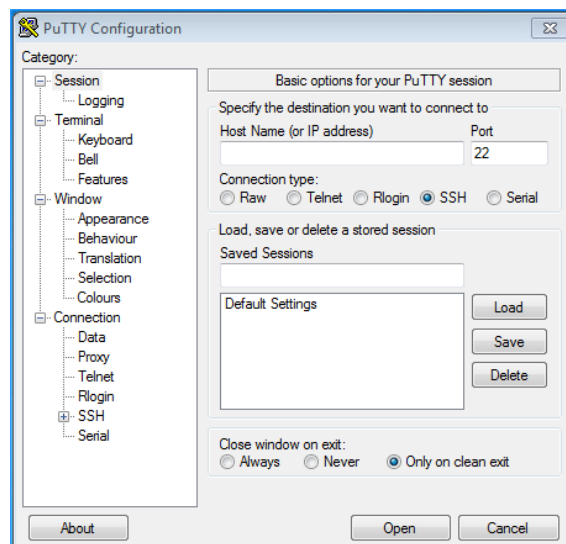 PuTTY Configuration
Category:
Session
Logging
Terminal
Keyboard
Bell
Features
Window
Appearance
Behaviour
Translation
Selection
Colours
Connection
Data
Proxy
Telnet
Rlogin
SSH
Serial
Basic options for your PuTTY session
Specify the destination you want to connect to
Host Name (or IP address) Port
22
Connection type:
Raw Telnet Rlogin SSH Serial
Load, save or delete a stored session
Saved Sessions
Default Settings
Load
Save
Delete
Close window on exit:
Always Never Only on clean exit
About Open Cancel